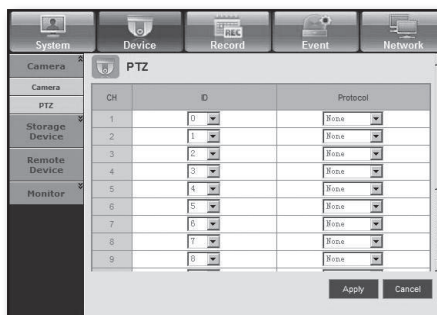 System Device Record Event Network
REC
Camera
PTZ
Camera
PTZ
Storage
Device
Remote
Device
Monitor
CH ID Protocol
1 0 None
2 1 None
3 2 None
4 3 None
5 4 None
6 5 None
7 6 None
8 7 None
9 8 None
Apply Cancel